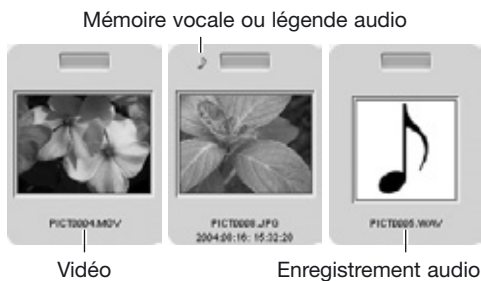 Mémoire vocale ou légende audio
PICT0004.MOV
PICT0008.JPG
PICT0005.WAV
2004:08:16: 15:32:20
Vidéo
Enregistrement audio